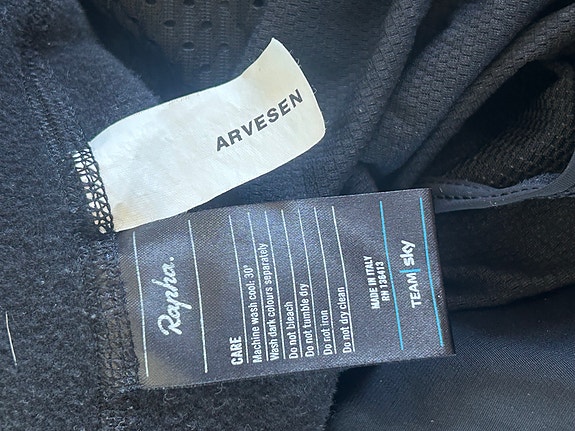 ARVESEN
Rapha.
CARE
Machine wash cool- 30°
Wash dark colours separately
Do not bleach
Do not tumble dry
Do not iron
Do not dry clean
MADE IN ITALY
RN 136413
TEAM sky